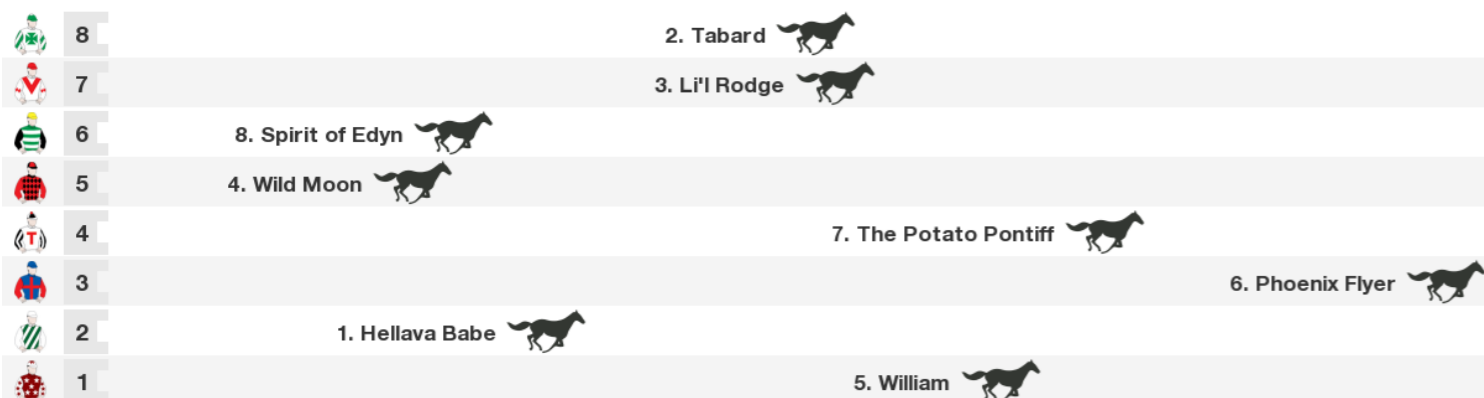 8 2. Tabard
7 3. Li'l Rodge
6 8. Spirit of Edyn
5 4. Wild Moon
4 7. The Potato Pontiff
T
3 6. Phoenix Flyer
2 1. Hellava Babe
1 5. William